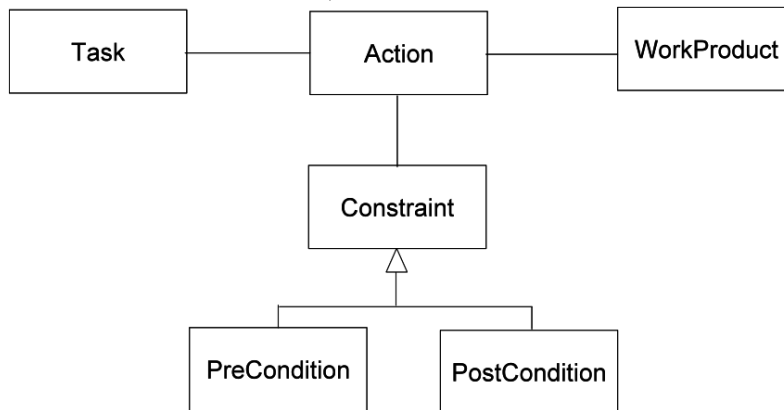 Task
Action
WorkProduct
Constraint
PreCondition
PostCondition